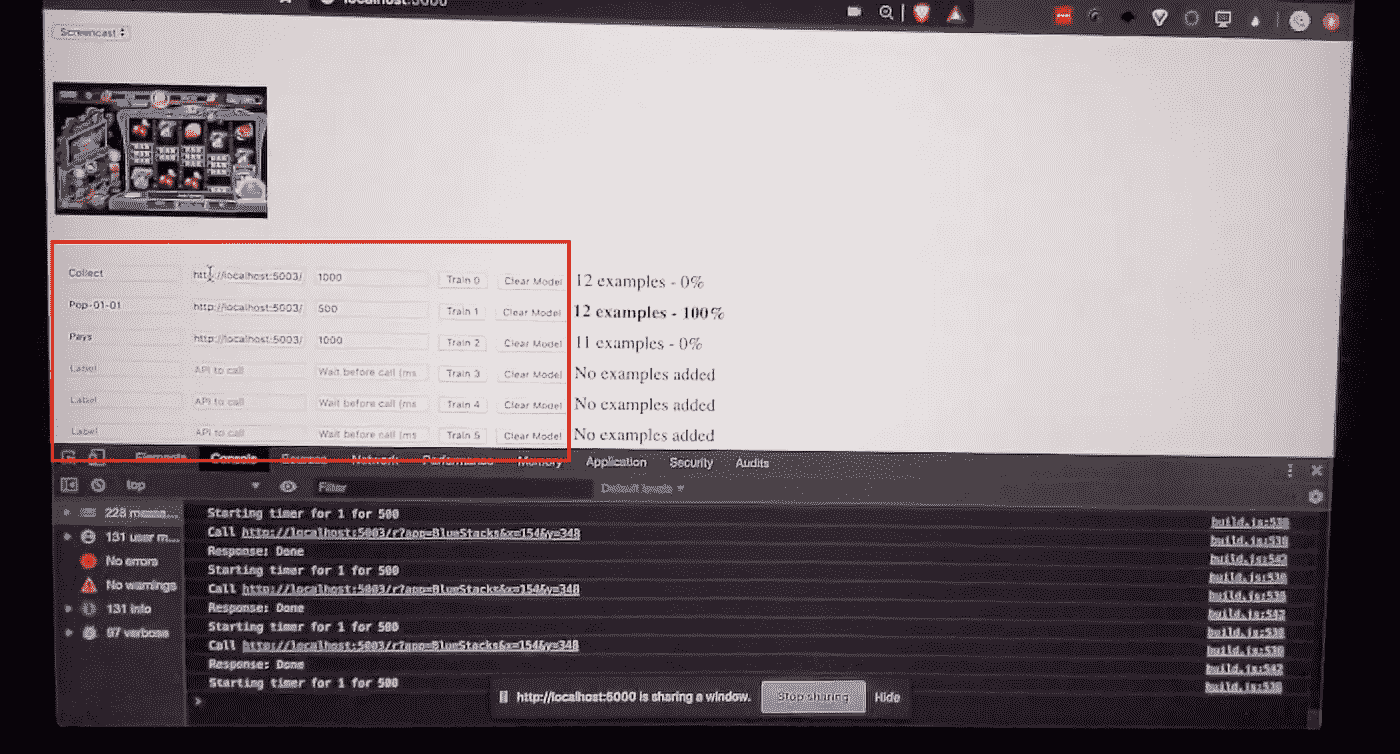 Screencast
Collect http://localhost:5003/ 1000 Train 0 Clear Model 12 examples - 0%
Pop-01-01 http://localhost:5003/ 500 Train 1 Clear Model 12 examples - 100%
Pays http://localhost:5003/ 1000 Train 2 Clear Model 11 examples - 0%
Label API to call Wait before call (ms Train 3 Clear Model No examples added
Label API to call Wait before call (ms Train 4 Clear Model No examples added
Label API to call Wait before call (ms Train 5 Clear Model No examples added
Elements Console Sources Network Performance Memory Application Security Audits
top Filter Default levels
228 messa... Starting timer for 1 for 500 build.js:530
131 user m... Call http://localhost:5003/r?app=BlueStacks&x=154&y=348 build.js:530
Response: Done build.js:542
No errors Starting timer for 1 for 500 build.js:530
No warnings Call http://localhost:5003/r?app=BlueStacks&x=154&y=348 build.js:530
131 info Response: Done build.js:542
97 verbose Starting timer for 1 for 500 build.js:530
Call http://localhost:5003/r?app=BlueStacks&x=154&y=348 build.js:530
Response: Done build.js:542
Starting timer for 1 for 500 build.js:530
http://localhost:5000 is sharing a window. Stop sharing Hide